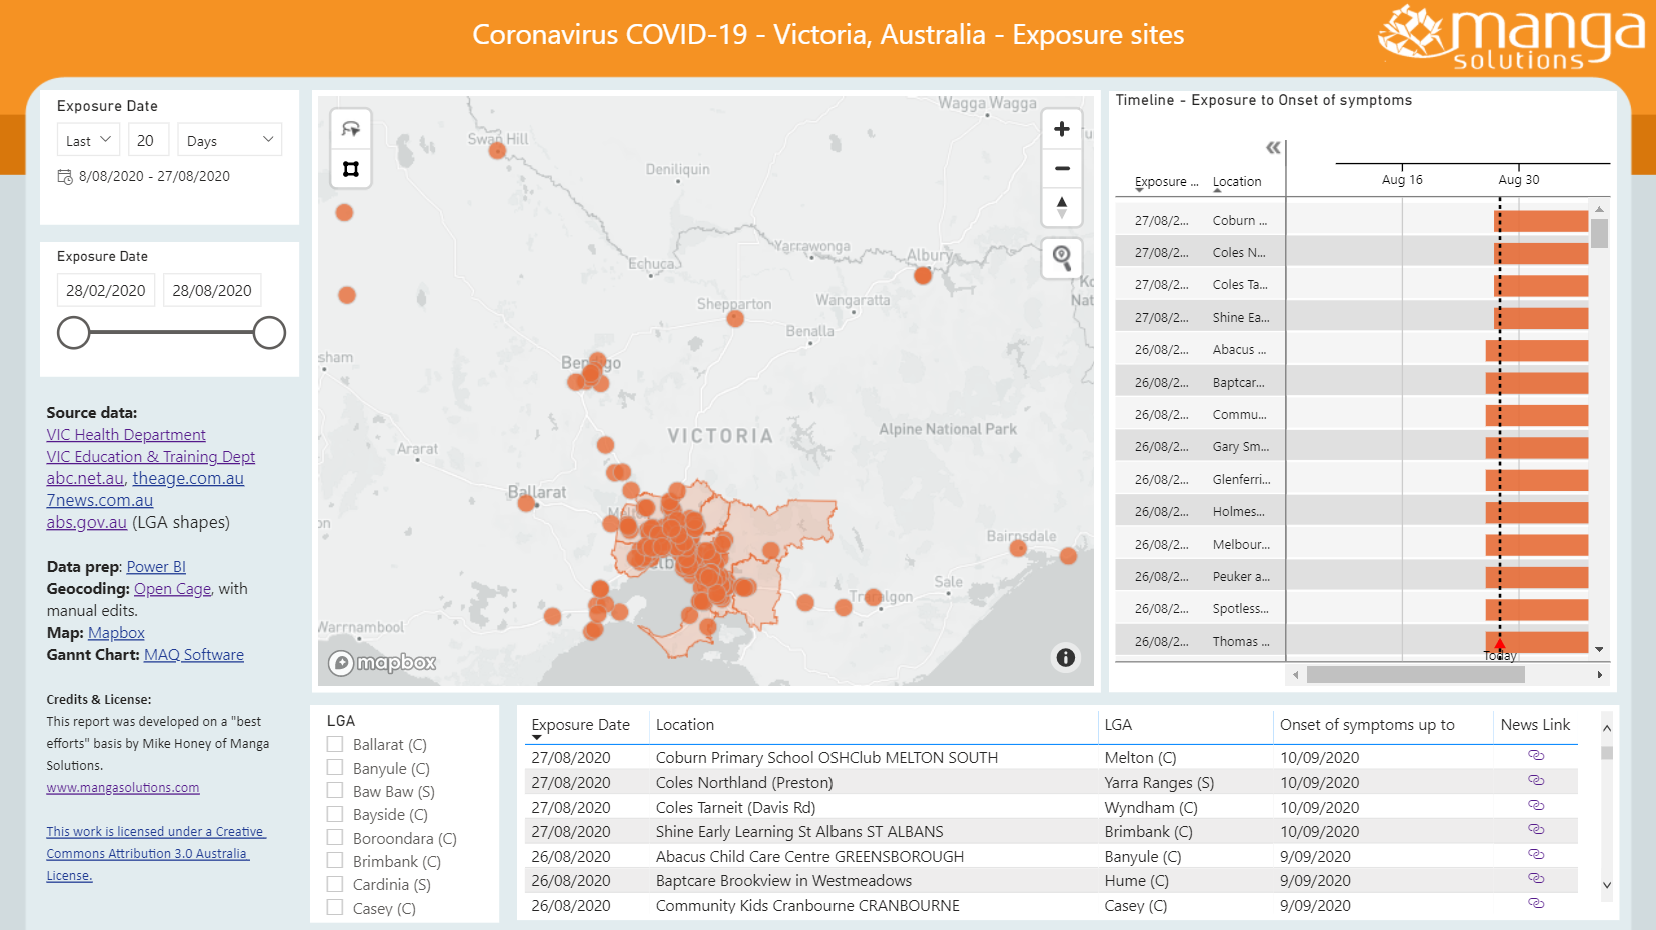 Coronavirus COVID-19 - Victoria, Australia - Exposure sites
manga
solutions
Exposure Date
Last 20 Days
8/08/2020 - 27/08/2020
Exposure Date
28/02/2020 28/08/2020
Source data:
VIC Health Department
VIC Education & Training Dept
abc.net.au, theage.com.au
7news.com.au
abs.gov.au (LGA shapes)
Data prep: Power BI
Geocoding: Open Cage, with
manual edits.
Map: Mapbox
Gannt Chart: MAQ Software
Credits & License:
This report was developed on a "best
efforts" basis by Mike Honey of Manga
Solutions.
www.mangasolutions.com
This work is licensed under a Creative
Commons Attribution 3.0 Australia
License.
Wagga Wagga
Swan Hill
Deniliquin
Yarrawonga
Albury
Echuca
Shepparton
Wangaratta
Benalla
VICTORIA
Alpine National Park
Ararat
Ballarat
Bairnsdale
Sale
Warrnambool
mapbox
Timeline - Exposure to Onset of symptoms
Exposure ... Location
Aug 16 Aug 30
27/08/2... Coburn ...
27/08/2... Coles N...
27/08/2... Coles Ta...
27/08/2... Shine Ea...
26/08/2... Abacus ...
26/08/2... Baptcar...
26/08/2... Commu...
26/08/2... Gary Sm...
26/08/2... Glenferri...
26/08/2... Holmes...
26/08/2... Melbour...
26/08/2... Peuker a...
26/08/2... Spotless...
26/08/2... Thomas ...
Today
LGA
Ballarat (C)
Banyule (C)
Baw Baw (S)
Bayside (C)
Boroondara (C)
Brimbank (C)
Cardinia (S)
Casey (C)
Exposure Date Location LGA Onset of symptoms up to News Link
27/08/2020 Coburn Primary School OSHClub MELTON SOUTH Melton (C) 10/09/2020
27/08/2020 Coles Northland (Preston) Yarra Ranges (S) 10/09/2020
27/08/2020 Coles Tarneit (Davis Rd) Wyndham (C) 10/09/2020
27/08/2020 Shine Early Learning St Albans ST ALBANS Brimbank (C) 10/09/2020
26/08/2020 Abacus Child Care Centre GREENSBOROUGH Banyule (C) 9/09/2020
26/08/2020 Baptcare Brookview in Westmeadows Hume (C) 9/09/2020
26/08/2020 Community Kids Cranbourne CRANBOURNE Casey (C) 9/09/2020